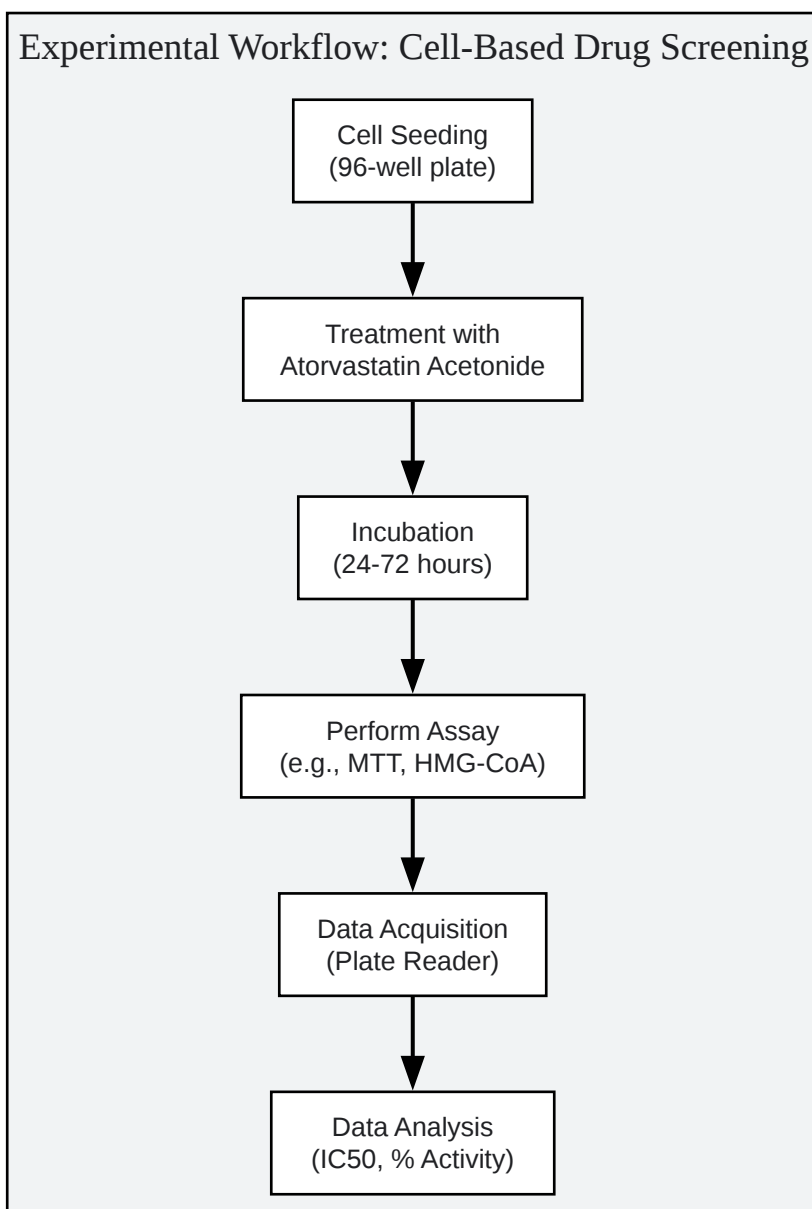 Experimental Workflow: Cell-Based Drug Screening
Cell Seeding
(96-well plate)
Treatment with
Atorvastatin Acetonide
Incubation
(24-72 hours)
Perform Assay
(e.g., MTT, HMG-CoA)
Data Acquisition
(Plate Reader)
Data Analysis
(IC50, % Activity)